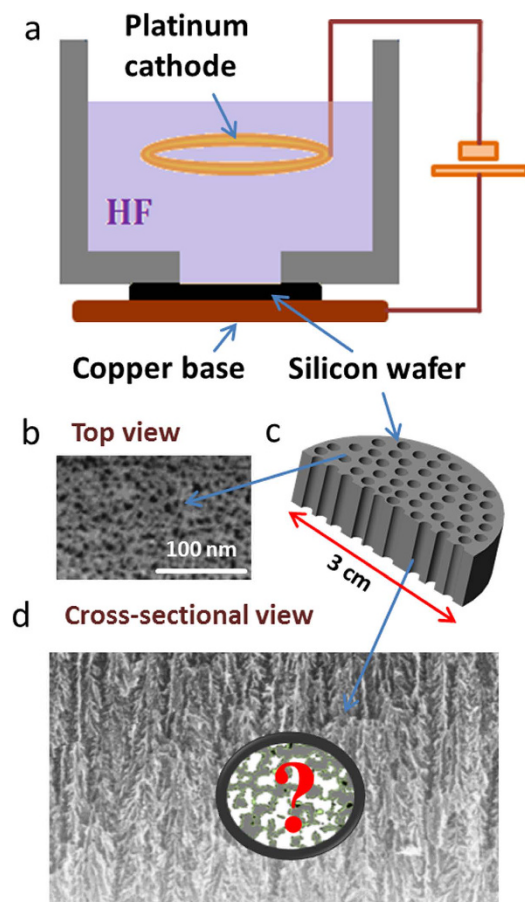 a
Platinum
cathode
HF
Copper base
Silicon wafer
b
Top view
c
100 nm
3 cm
d
Cross-sectional view
?